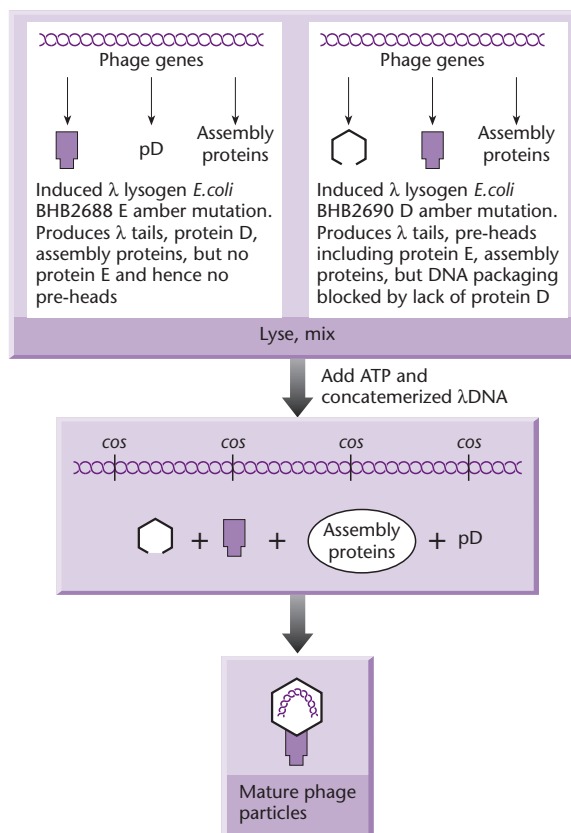 Phage genes
pD
Assembly
proteins
Induced λ lysogen E.coli
BHB2688 E amber mutation.
Produces λ tails, protein D,
assembly proteins, but no
protein E and hence no
pre-heads
Phage genes
Assembly
proteins
Induced λ lysogen E.coli
BHB2690 D amber mutation.
Produces λ tails, pre-heads
including protein E, assembly
proteins, but DNA packaging
blocked by lack of protein D
Lyse, mix
Add ATP and
concatemerized λDNA
cos cos cos cos
+ + Assembly
proteins + pD
Mature phage
particles